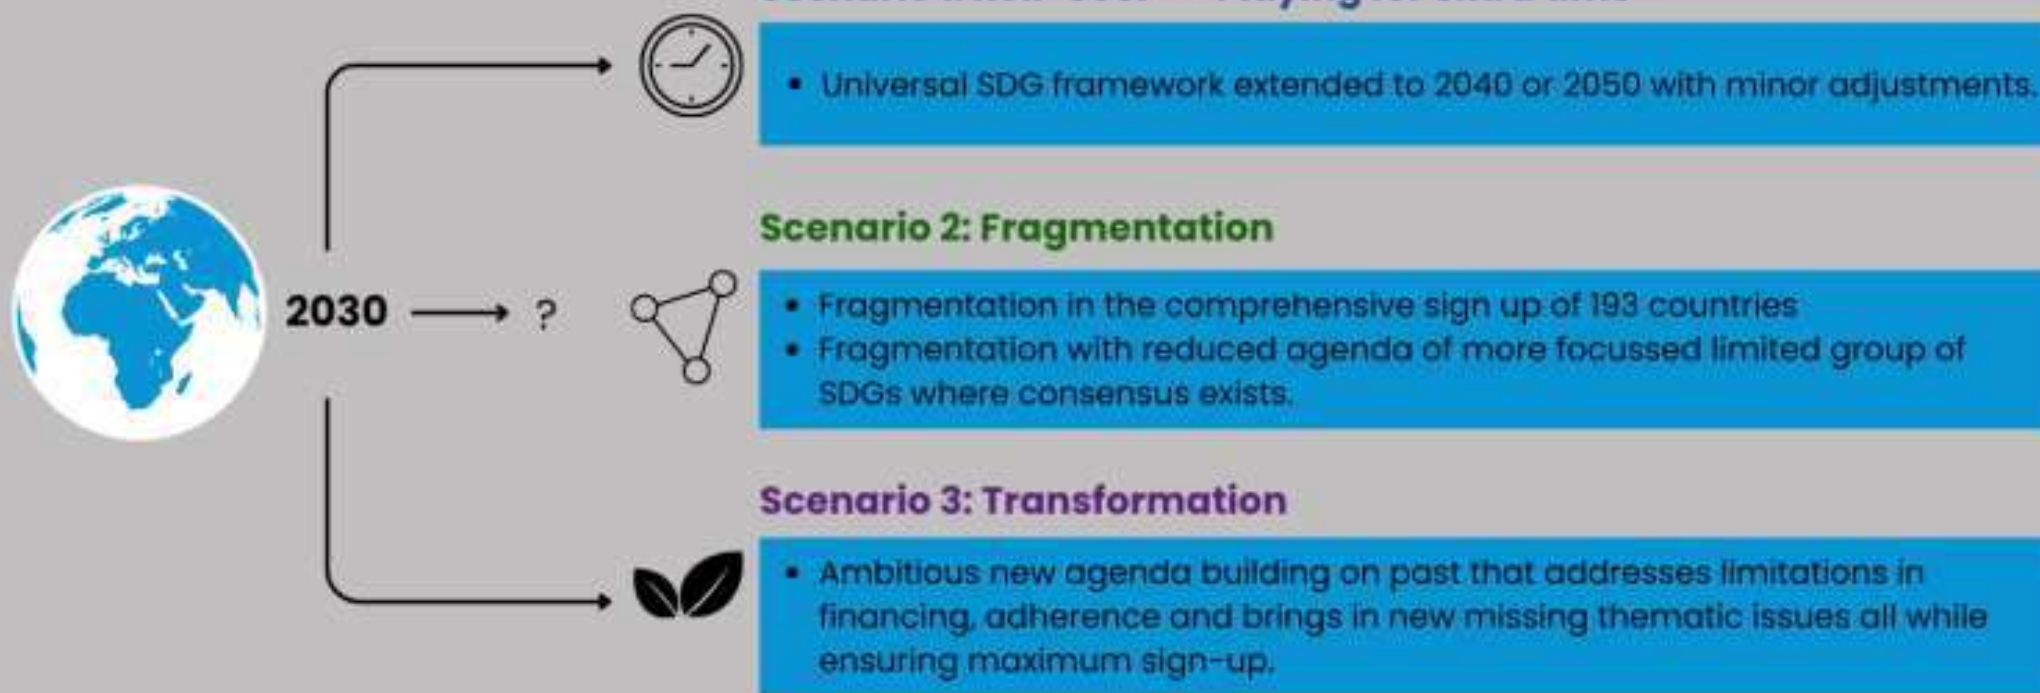 Universal SDG framework extended to 2040 or 2050 with minor adjustments.
Scenario 2: Fragmentation
2030
?
Fragmentation in the comprehensive sign up of 193 countries
Fragmentation with reduced agenda of more focussed limited group of
SDGs where consensus exists.
Scenario 3: Transformation
Ambitious new agenda building on past that addresses limitations in
financing, adherence and brings in new missing thematic issues all while
ensuring maximum sign-up.